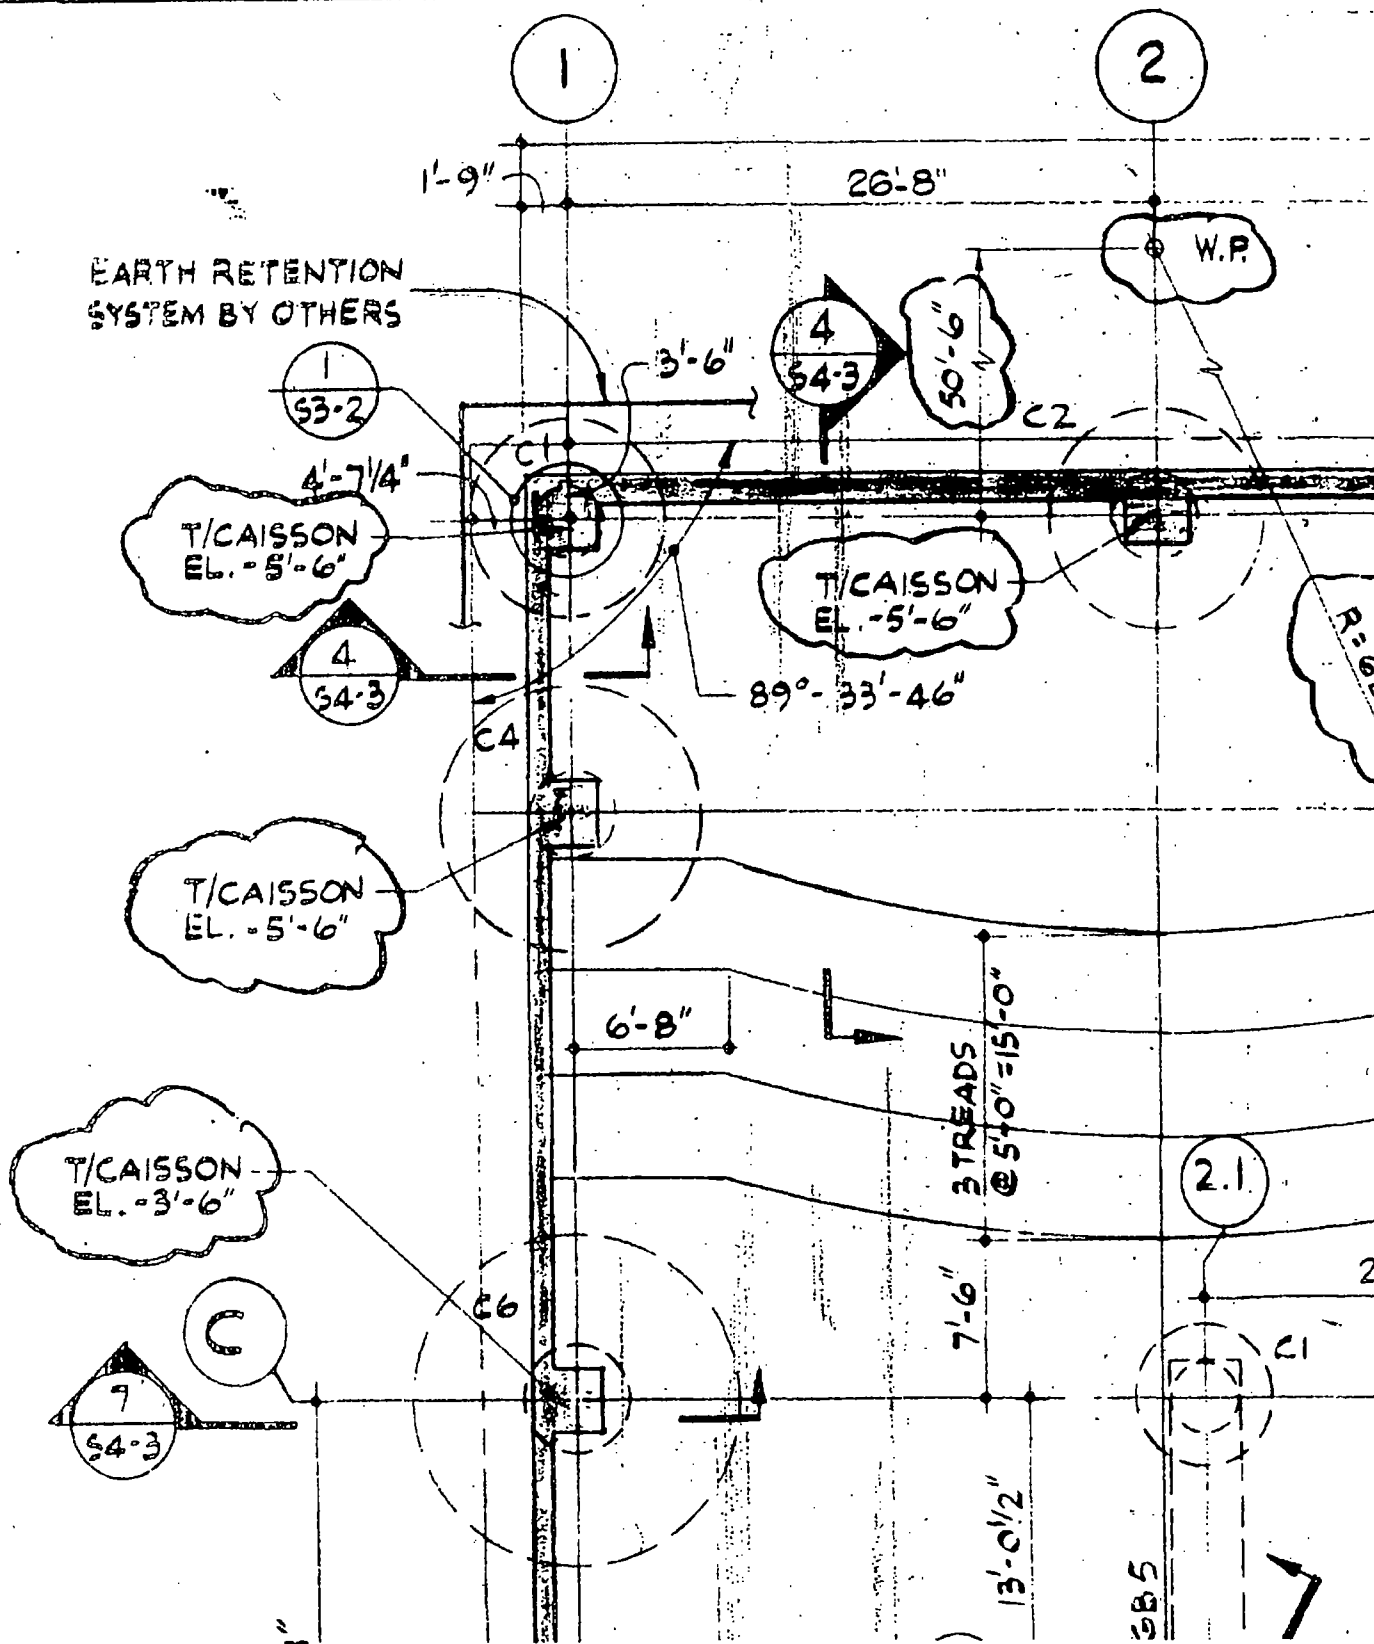 1
2
1'-9"
26'-8"
W.P.
EARTH RETENTION
SYSTEM BY OTHERS
3'-6"
4
S4-3
50'-6"
1
S3-2
C1
C2
4'-7 1/4"
T/CAISSON
EL. -5'-6"
T/CAISSON
EL. -5'-6"
4
S4-3
89°-33'-46"
C4
T/CAISSON
EL. -5'-6"
6'-8"
3 TREADS
@ 5'-0"=15'-0"
T/CAISSON
EL. -3'-6"
2.1
C6
7'-6"
2
C
C1
7
S4-3
13'-0 1/2"
GB5